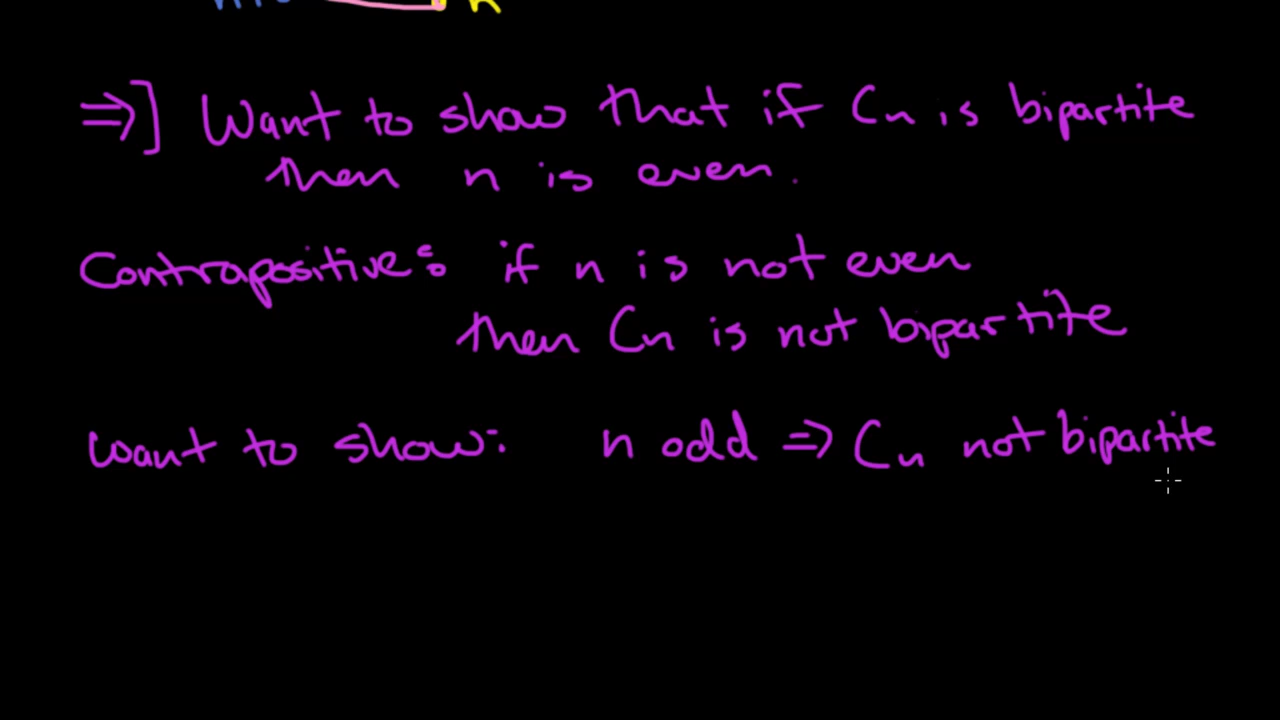 ⇒] Want to show that if Cn is bipartite
then n is even.
Contrapositive: if n is not even
then Cn is not bipartite
Want to show: n odd ⇒ Cn not bipartite